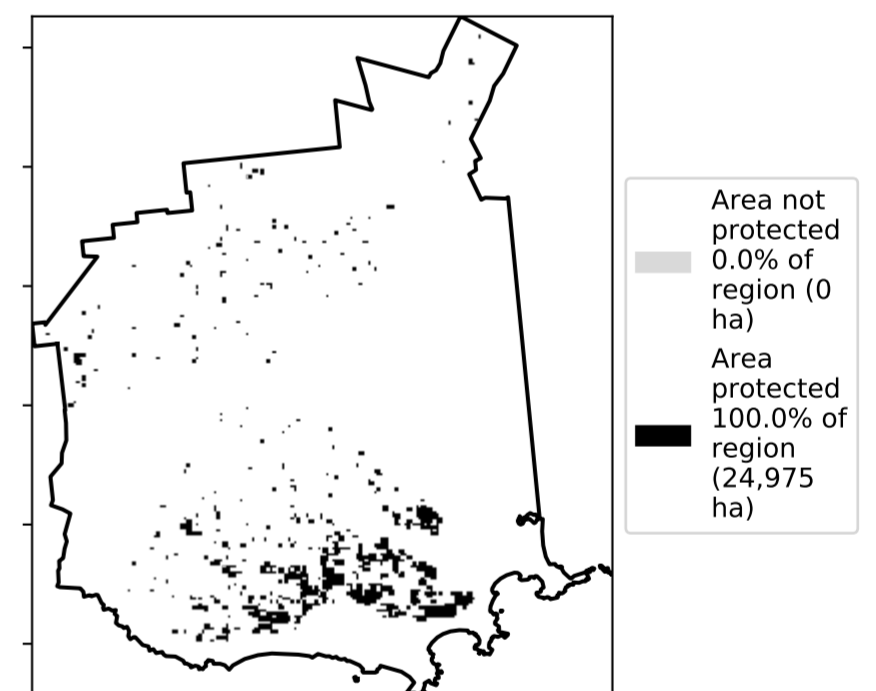 Area not
protected
0.0% of
region (0
ha)
Area
protected
100.0% of
region
(24,975
ha)